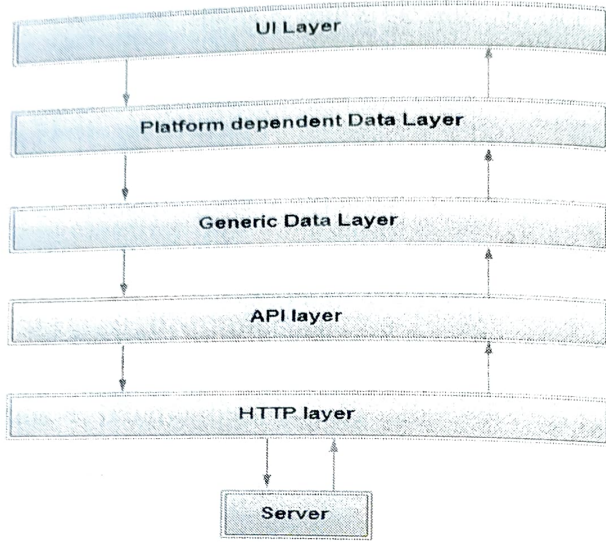 UI Layer
Platform dependent Data Layer
Generic Data Layer
API layer
HTTP layer
Server